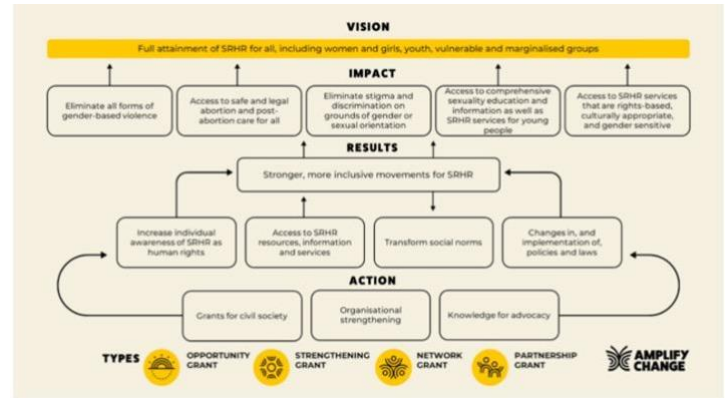 VISION
Full attainment of SRHR for all, including women and girls, youth, vulnerable and marginalised groups
IMPACT
Eliminate all forms of
gender-based violence
Access to safe and legal
abortion and post-
abortion care for all
Eliminate stigma and
discrimination on
grounds of gender or
sexual orientation
Access to comprehensive
sexuality education and
information as well as
SRHR services for young
people
Access to SRHR services
that are rights-based,
culturally appropriate,
and gender sensitive
RESULTS
Stronger, more inclusive movements for SRHR
Increase individual
awareness of SRHR as
human rights
Access to SRHR
resources, information
and services
Transform social norms
Changes in, and
implementation of,
policies and laws
ACTION
Grants for civil society
Organisational
strengthening
Knowledge for advocacy
TYPES
OPPORTUNITY
GRANT
STRENGTHENING
GRANT
NETWORK
GRANT
PARTNERSHIP
GRANT
AMPLIFY
CHANGE